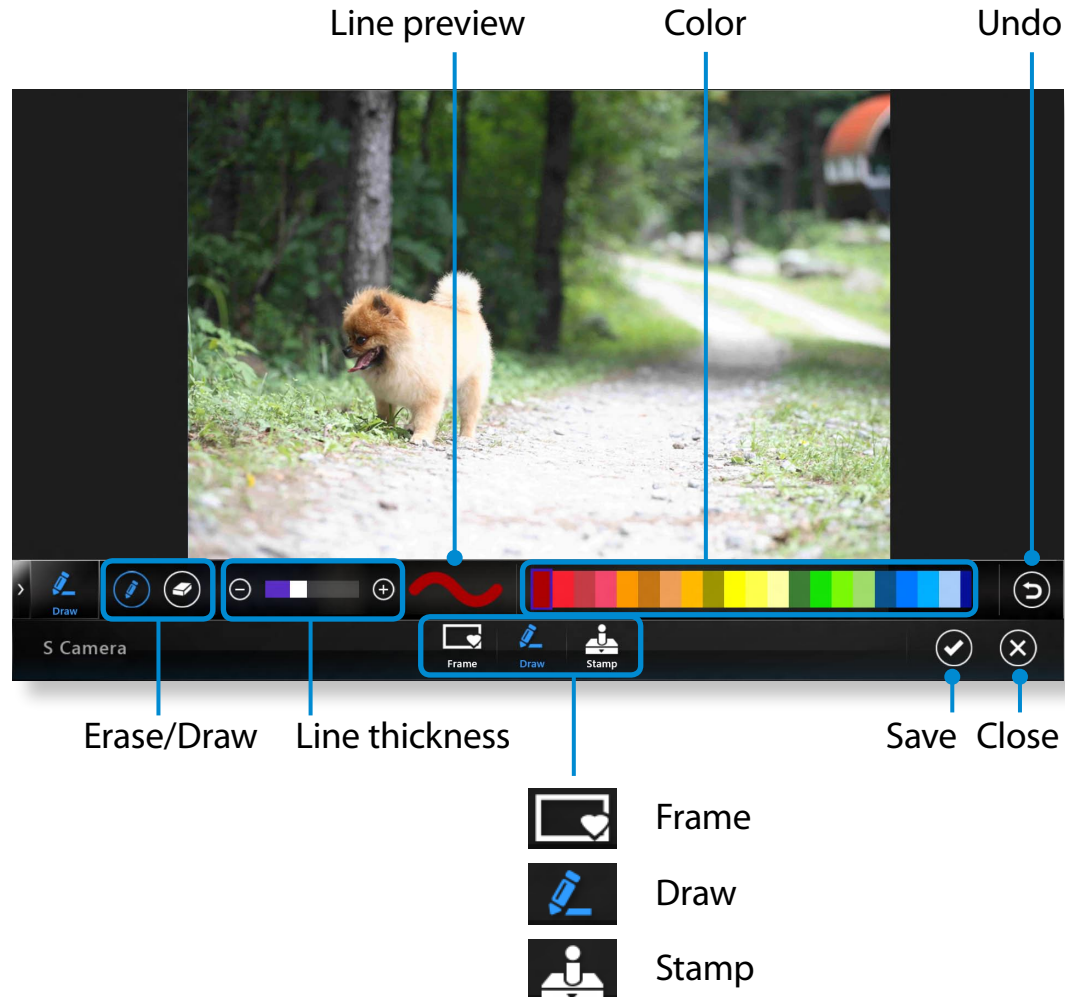 Line preview Color Undo
Draw
S Camera
Frame Draw Stamp
Erase/Draw Line thickness Save Close
Frame
Draw
Stamp